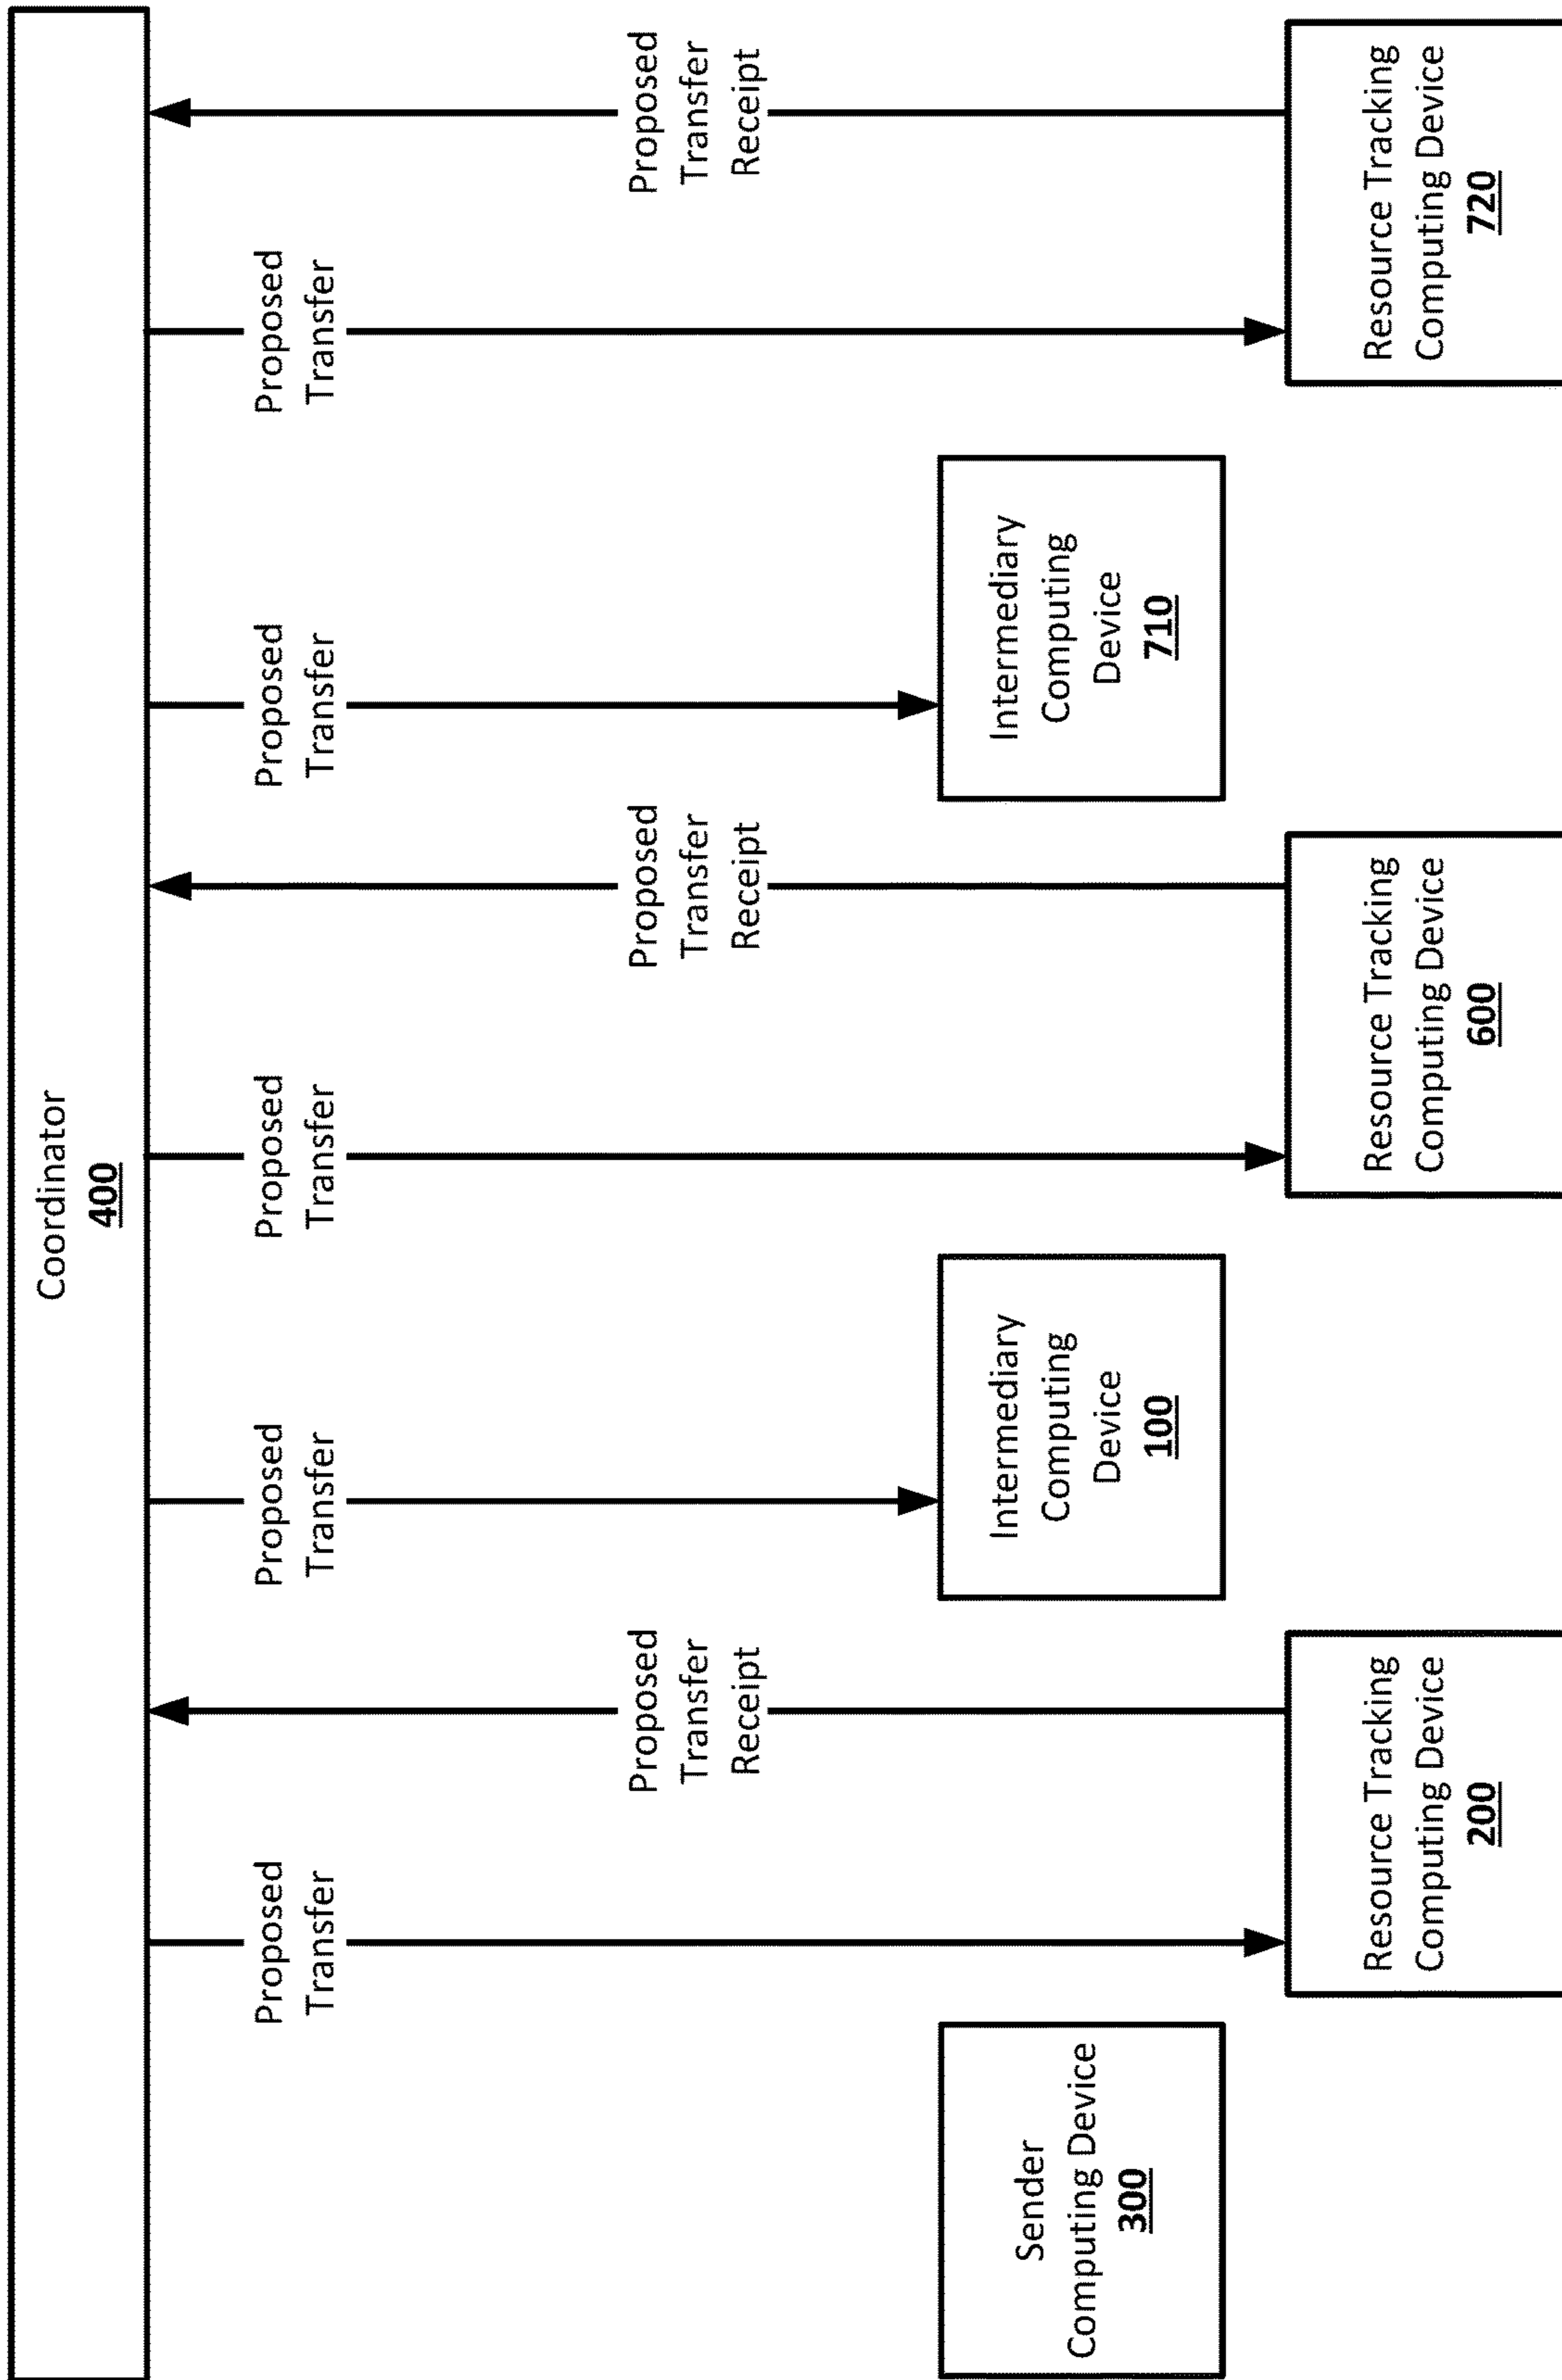 Coordinator
400
Proposed
Transfer
Proposed
Transfer
Receipt
Proposed
Transfer
Proposed
Transfer
Proposed
Transfer
Receipt
Proposed
Transfer
Proposed
Transfer
Proposed
Transfer
Receipt
Sender
Computing Device
300
Intermediary
Computing
Device
100
Intermediary
Computing
Device
710
Resource Tracking
Computing Device
200
Resource Tracking
Computing Device
600
Resource Tracking
Computing Device
720